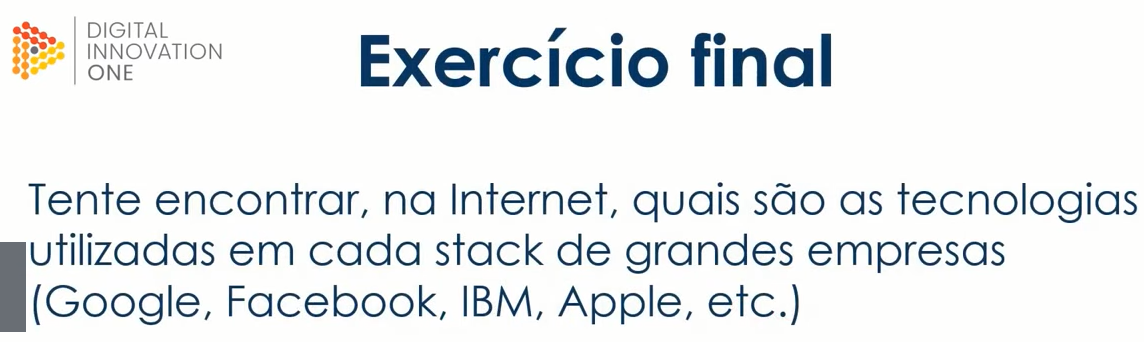 DIGITAL
INNOVATION
ONE
Exercício final
Tente encontrar, na Internet, quais são as tecnologias
utilizadas em cada stack de grandes empresas
(Google, Facebook, IBM, Apple, etc.)